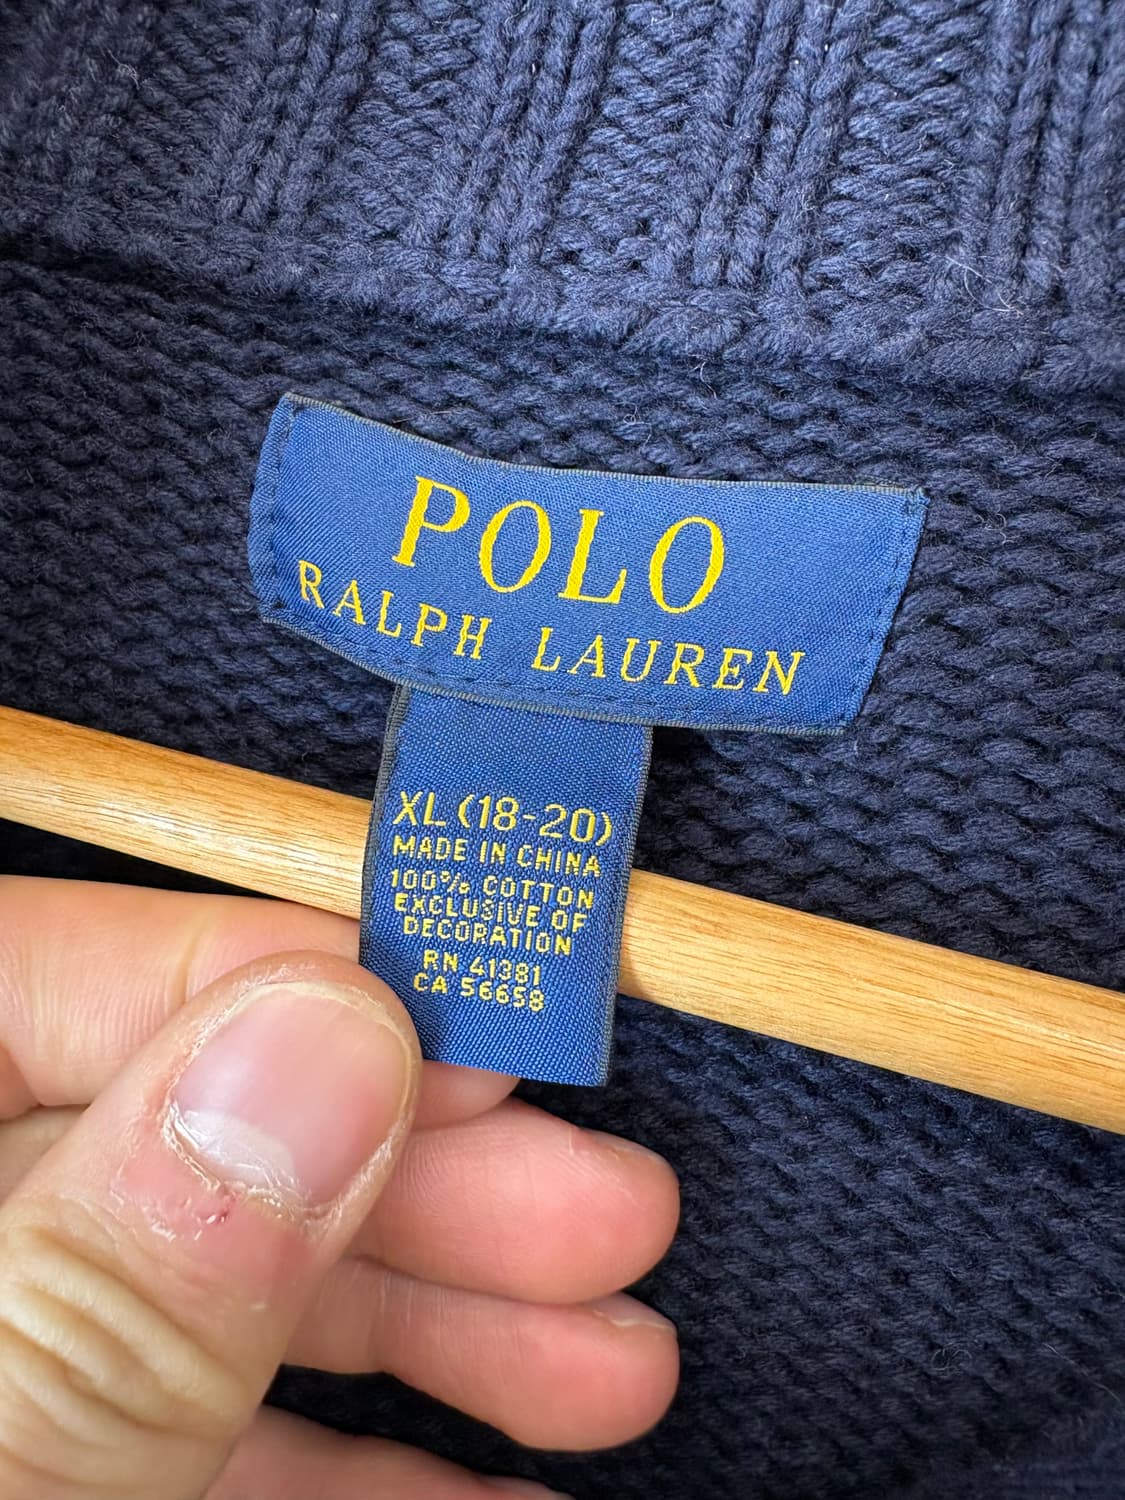 POLO
RALPH LAUREN
XL (18-20)
MADE IN CHINA
100% COTTON
EXCLUSIVE OF
DECORATION
RN 41381
CA 56658